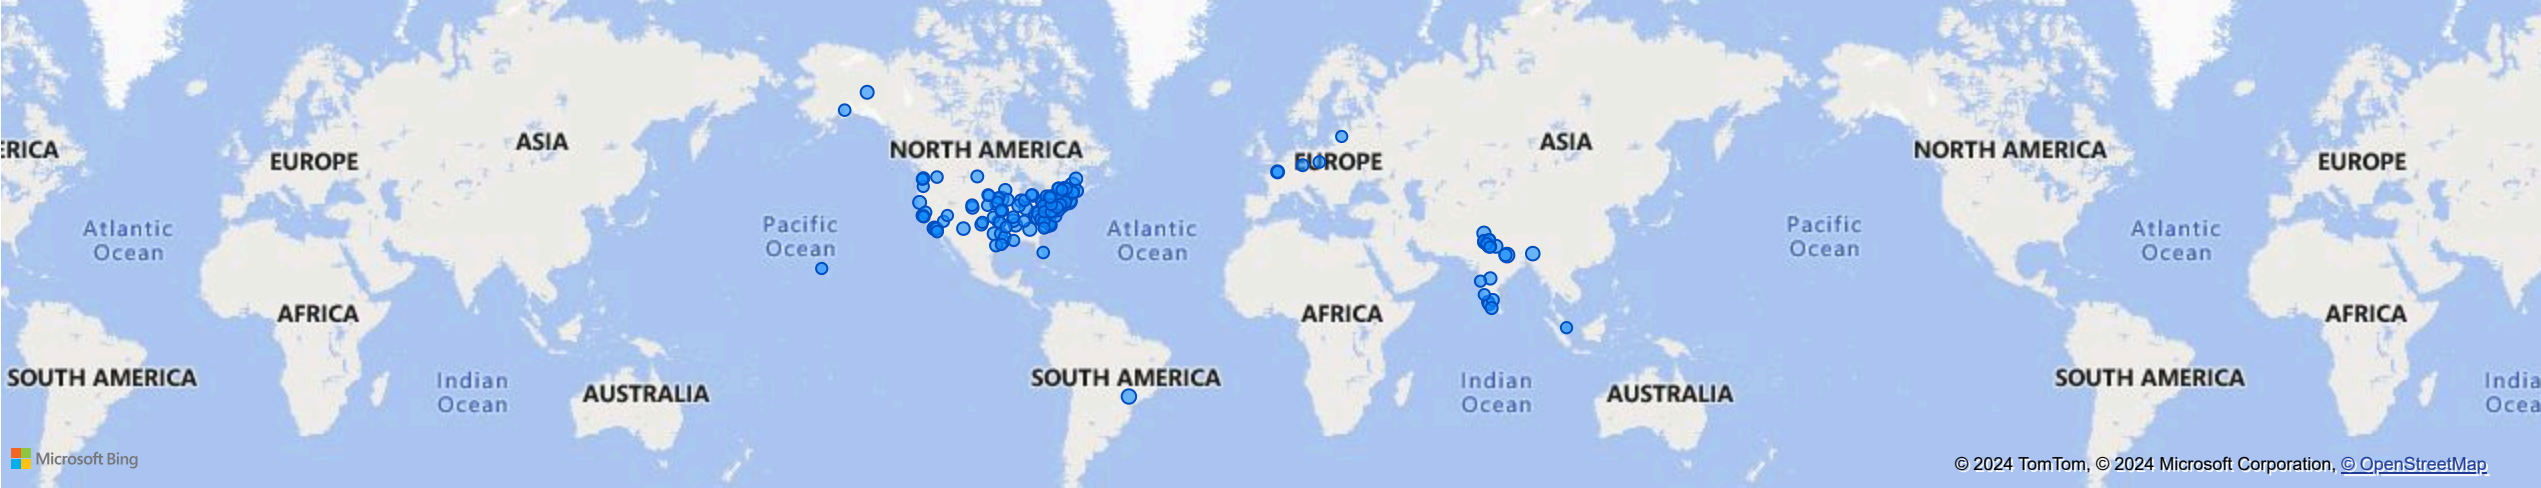 ERICA
EUROPE
ASIA
NORTH AMERICA
EUROPE
ASIA
NORTH AMERICA
EUROPE
Atlantic
Ocean
Pacific
Ocean
Atlantic
Ocean
Pacific
Ocean
Atlantic
Ocean
AFRICA
AFRICA
AFRICA
SOUTH AMERICA
Indian
Ocean
AUSTRALIA
SOUTH AMERICA
Indian
Ocean
AUSTRALIA
SOUTH AMERICA
India
Ocea
Microsoft Bing
© 2024 TomTom, © 2024 Microsoft Corporation, © OpenStreetMap